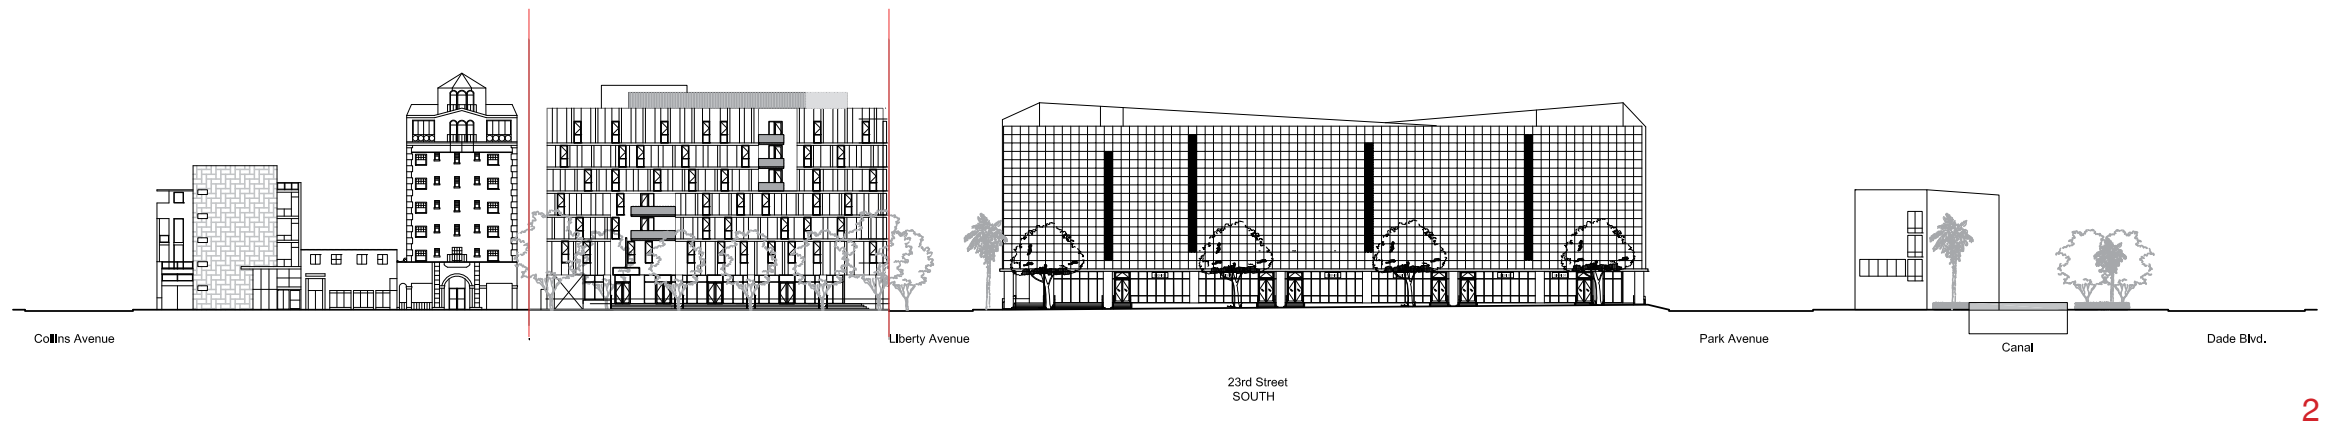 Collins Avenue
Liberty Avenue
Park Avenue
Canal
Dade Blvd.
23rd Street
SOUTH
2